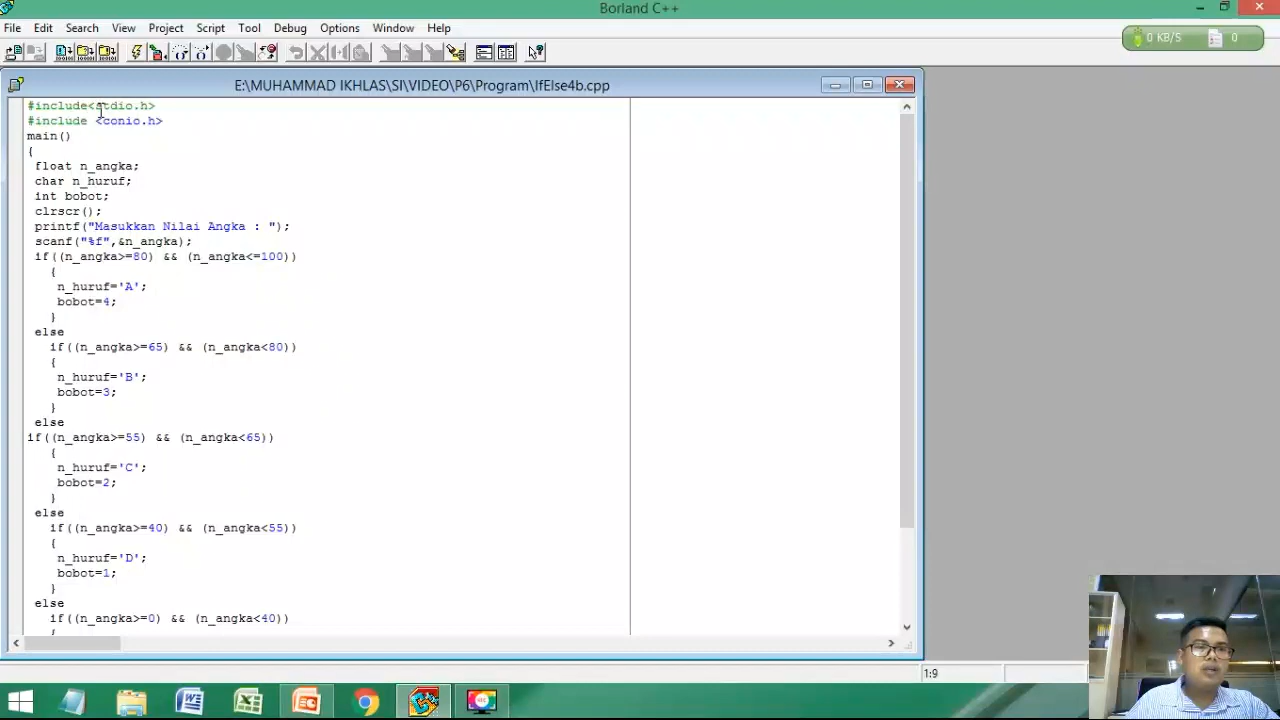 Borland C++
File Edit Search View Project Script Tool Debug Options Window Help
0 KB/S 0
E:\MUHAMMAD IKHLAS\SI\VIDEO\P6\Program\IfElse4b.cpp
#include<stdio.h>
#include <conio.h>
main()
{
float n_angka;
char n_huruf;
int bobot;
clrscr();
printf("Masukkan Nilai Angka : ");
scanf("%f",&n_angka);
if((n_angka>=80) && (n_angka<=100))
{
n_huruf='A';
bobot=4;
}
else
if((n_angka>=65) && (n_angka<80))
{
n_huruf='B';
bobot=3;
}
else
if((n_angka>=55) && (n_angka<65))
{
n_huruf='C';
bobot=2;
}
else
if((n_angka>=40) && (n_angka<55))
{
n_huruf='D';
bobot=1;
}
else
if((n_angka>=0) && (n_angka<40))
{
1:9